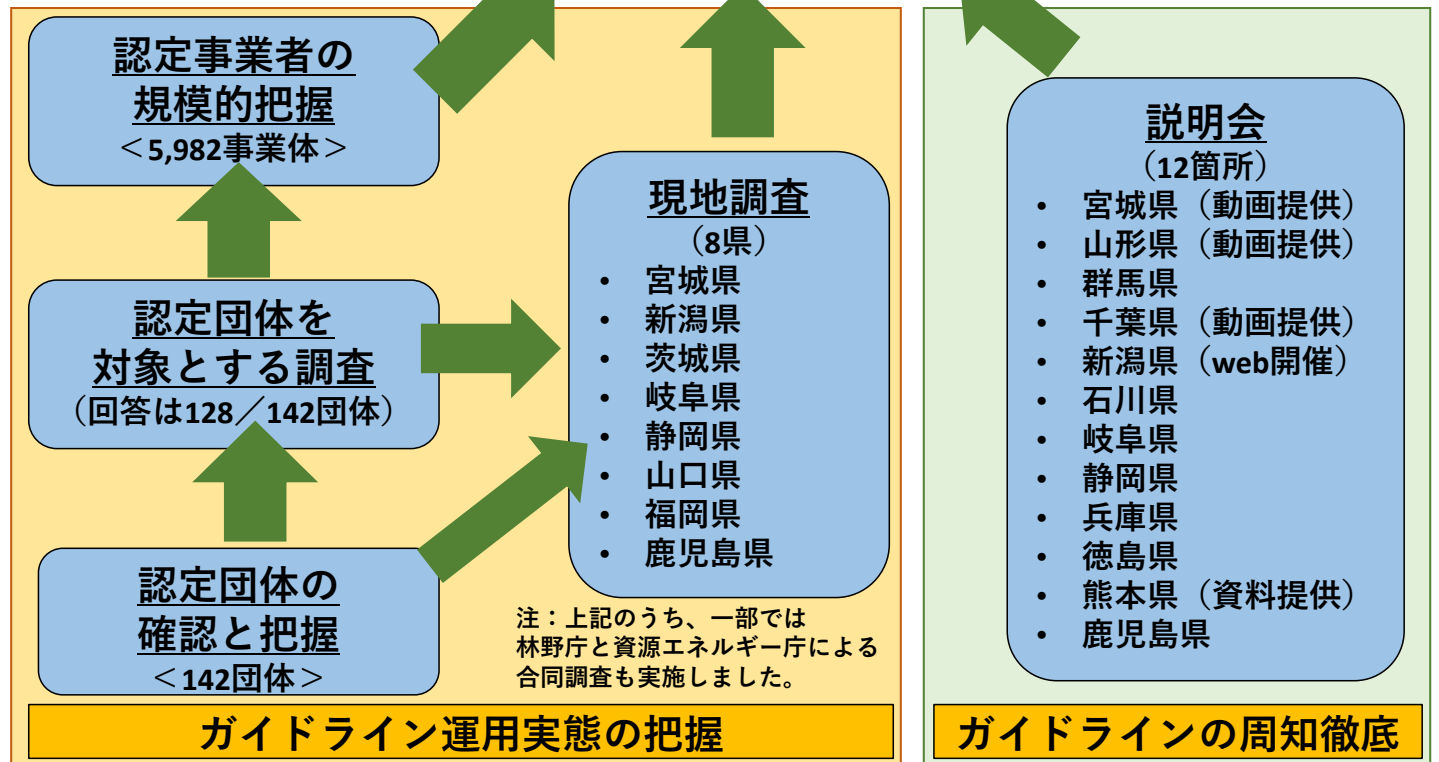 認定事業者の
規模的把握
＜5,982事業体＞
認定団体を
対象とする調査
（回答は128／142団体）
認定団体の
確認と把握
＜142団体＞
現地調査
（8県）
• 宮城県
• 新潟県
• 茨城県
• 岐阜県
• 静岡県
• 山口県
• 福岡県
• 鹿児島県
注：上記のうち、一部では
林野庁と資源エネルギー庁による
合同調査も実施しました。
ガイドライン運用実態の把握
説明会
（12箇所）
• 宮城県（動画提供）
• 山形県（動画提供）
• 群馬県
• 千葉県（動画提供）
• 新潟県（web開催）
• 石川県
• 岐阜県
• 静岡県
• 兵庫県
• 徳島県
• 熊本県（資料提供）
• 鹿児島県
ガイドラインの周知徹底